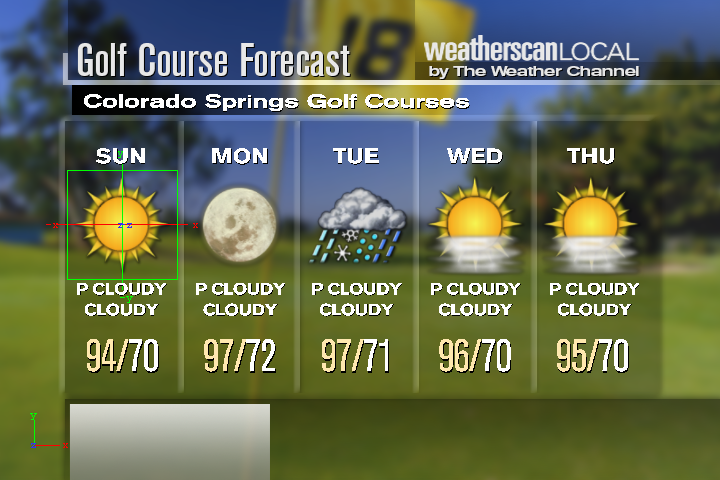 18
Golf Course Forecast
weatherscanLOCAL
by The Weather Channel
Colorado Springs Golf Courses
SUN MON TUE WED THU
P CLOUDY P CLOUDY P CLOUDY P CLOUDY P CLOUDY
CLOUDY CLOUDY CLOUDY CLOUDY CLOUDY
94/70 97/72 97/71 96/70 95/70
y
x